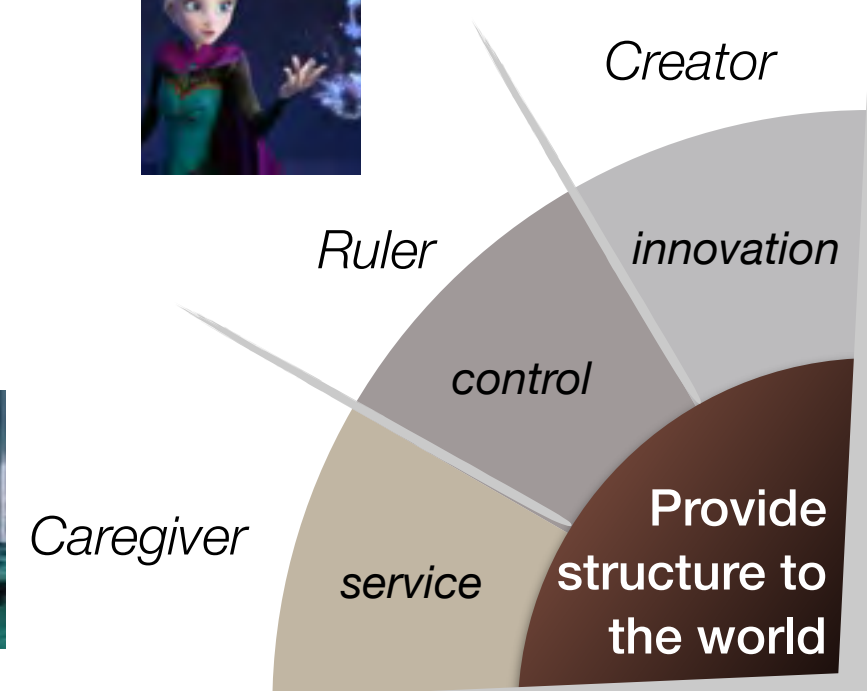 Creator
innovation
Ruler
control
Caregiver
service
Provide
structure to
the world